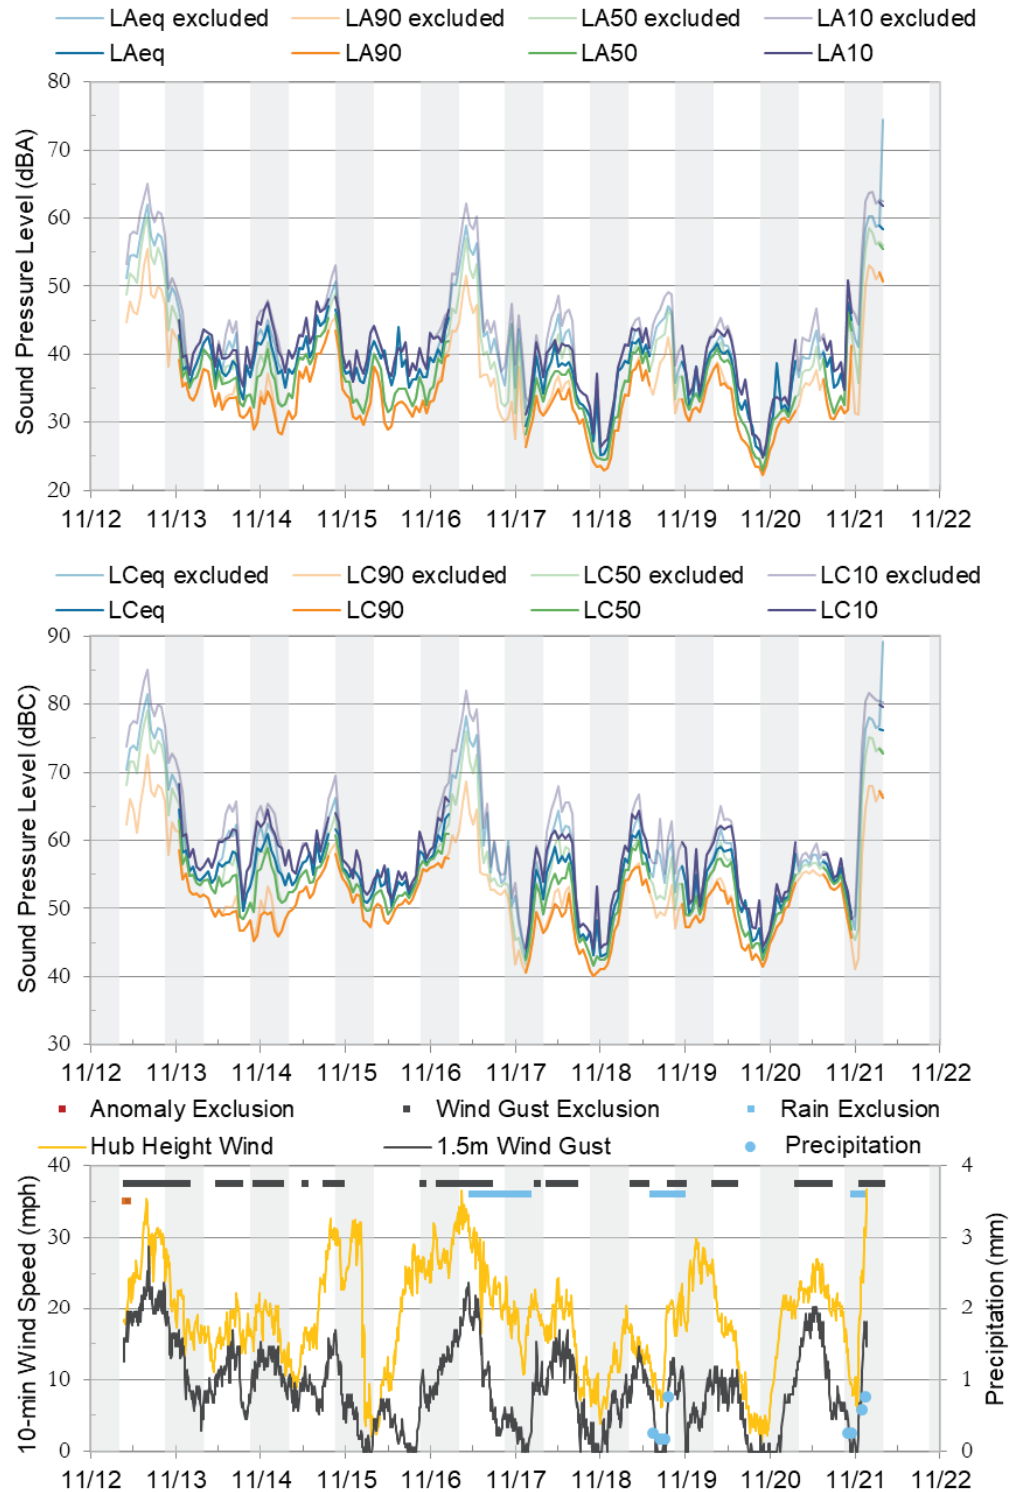 LAeq excluded LA90 excluded LA50 excluded LA10 excluded
LAeq LA90 LA50 LA10
Sound Pressure Level (dBA)
80
70
60
50
40
30
20
11/12 11/13 11/14 11/15 11/16 11/17 11/18 11/19 11/20 11/21 11/22
LCeq excluded LC90 excluded LC50 excluded LC10 excluded
LCeq LC90 LC50 LC10
Sound Pressure Level (dBC)
90
80
70
60
50
40
30
11/12 11/13 11/14 11/15 11/16 11/17 11/18 11/19 11/20 11/21 11/22
Anomaly Exclusion Wind Gust Exclusion Rain Exclusion
Hub Height Wind 1.5m Wind Gust Precipitation
10-min Wind Speed (mph)
40 4
30 3
20 2
10 1
0 0
Precipitation (mm)
11/12 11/13 11/14 11/15 11/16 11/17 11/18 11/19 11/20 11/21 11/22